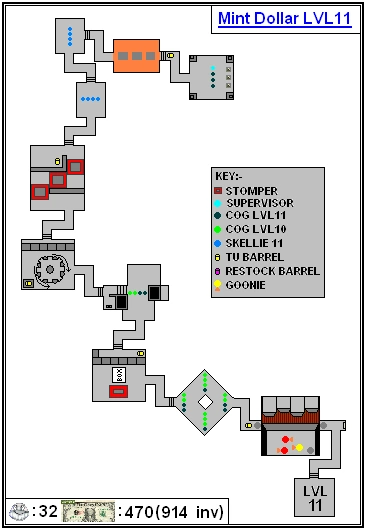 Mint Dollar LVL11
KEY:-
STOMPER
SUPERVISOR
COG LVL11
COG LVL10
SKELLIE 11
TU BARREL
RESTOCK BARREL
GOONIE
BOX
LVL
11
:32 :470(914 inv)